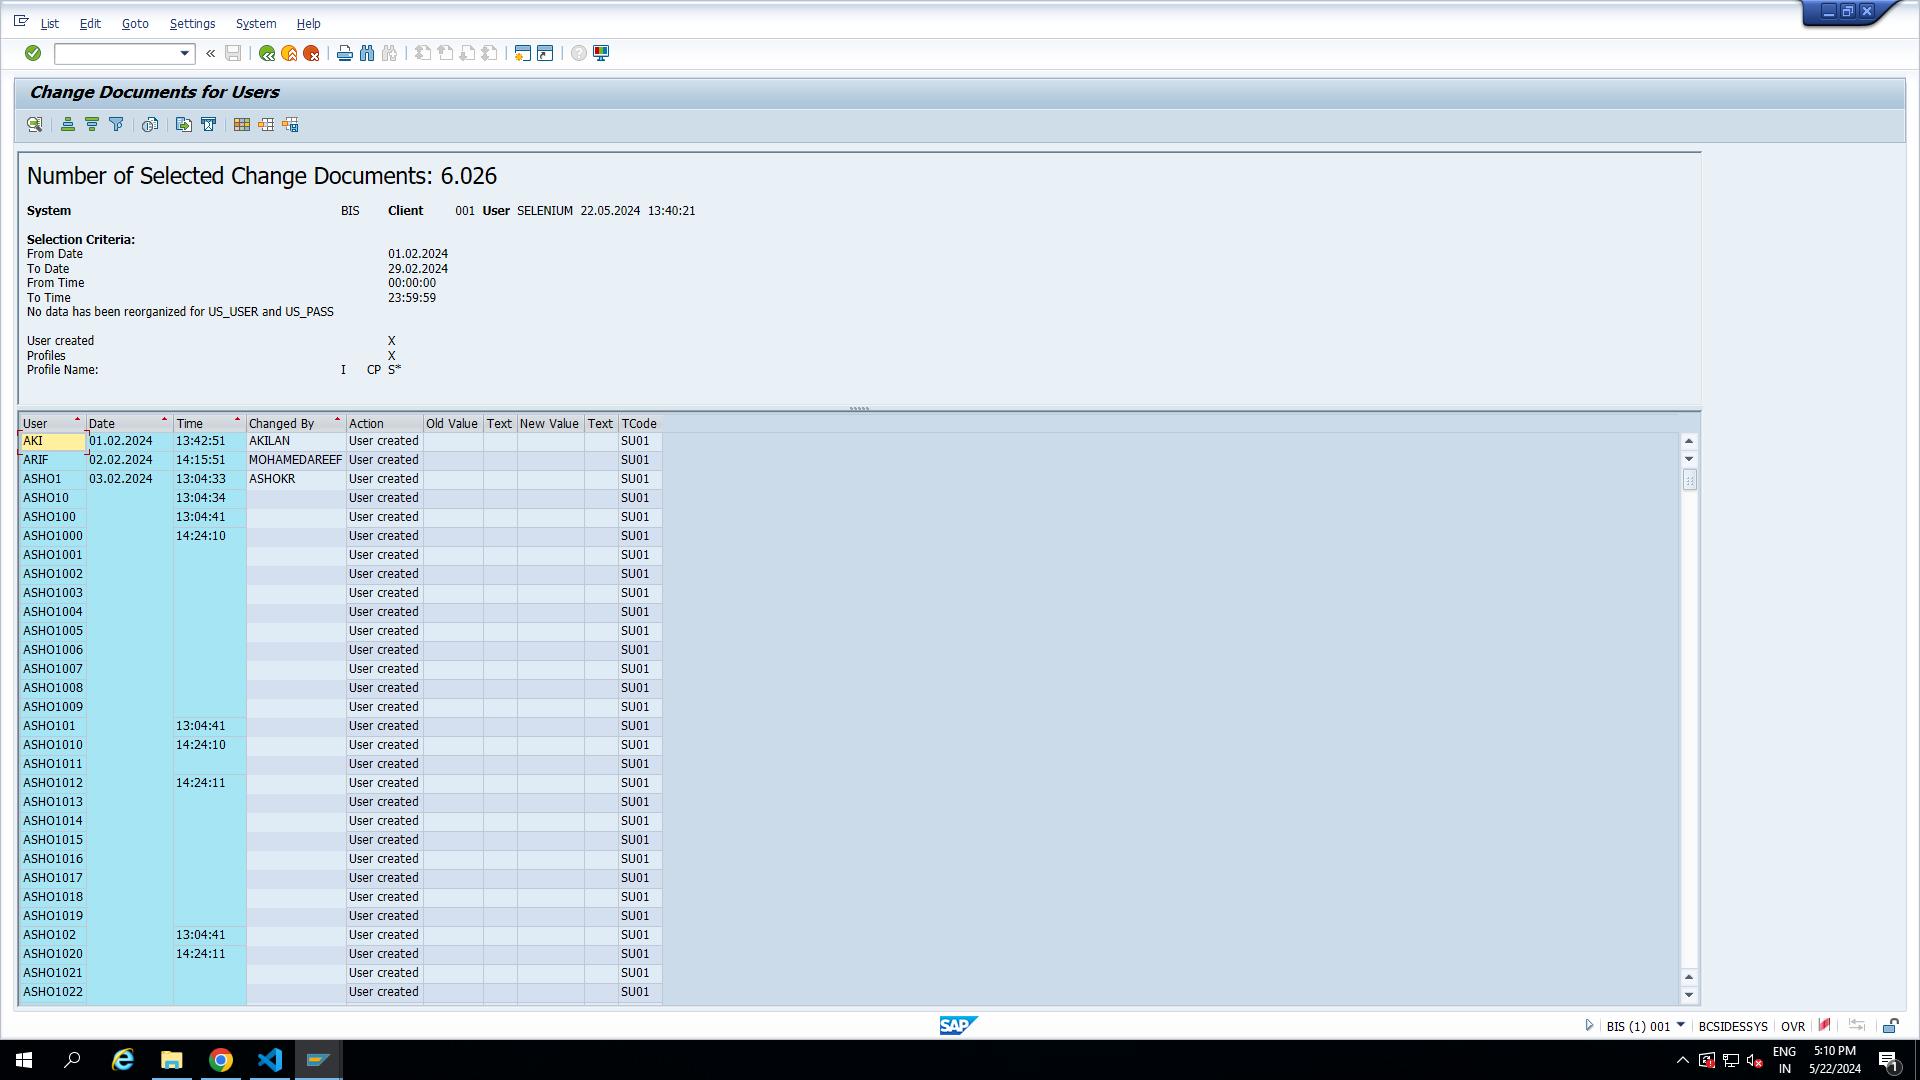 List Edit Goto Settings System Help
Change Documents for Users
Number of Selected Change Documents: 6.026
System BIS Client 001 User SELENIUM 22.05.2024 13:40:21
Selection Criteria:
From Date 01.02.2024
To Date 29.02.2024
From Time 00:00:00
To Time 23:59:59
No data has been reorganized for US_USER and US_PASS
User created X
Profiles X
Profile Name: I CP S*
User Date Time Changed By Action Old Value Text New Value Text TCode
AKI 01.02.2024 13:42:51 AKILAN User created SU01
ARIF 02.02.2024 14:15:51 MOHAMEDAREEF User created SU01
ASHO1 03.02.2024 13:04:33 ASHOKR User created SU01
ASHO10 13:04:34 User created SU01
ASHO100 13:04:41 User created SU01
ASHO1000 14:24:10 User created SU01
ASHO1001 User created SU01
ASHO1002 User created SU01
ASHO1003 User created SU01
ASHO1004 User created SU01
ASHO1005 User created SU01
ASHO1006 User created SU01
ASHO1007 User created SU01
ASHO1008 User created SU01
ASHO1009 User created SU01
ASHO101 13:04:41 User created SU01
ASHO1010 14:24:10 User created SU01
ASHO1011 User created SU01
ASHO1012 14:24:11 User created SU01
ASHO1013 User created SU01
ASHO1014 User created SU01
ASHO1015 User created SU01
ASHO1016 User created SU01
ASHO1017 User created SU01
ASHO1018 User created SU01
ASHO1019 User created SU01
ASHO102 13:04:41 User created SU01
ASHO1020 14:24:11 User created SU01
ASHO1021 User created SU01
ASHO1022 User created SU01
SAP BIS (1) 001 BCSIDESSYS OVR
ENG 5:10 PM
IN 5/22/2024 1